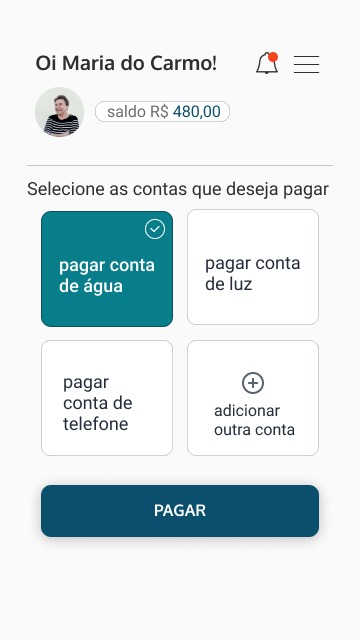 Oi Maria do Carmo!
saldo R$ 480,00
Selecione as contas que deseja pagar
pagar conta
de água
pagar conta
de luz
pagar
conta de
telefone
adicionar
outra conta
PAGAR